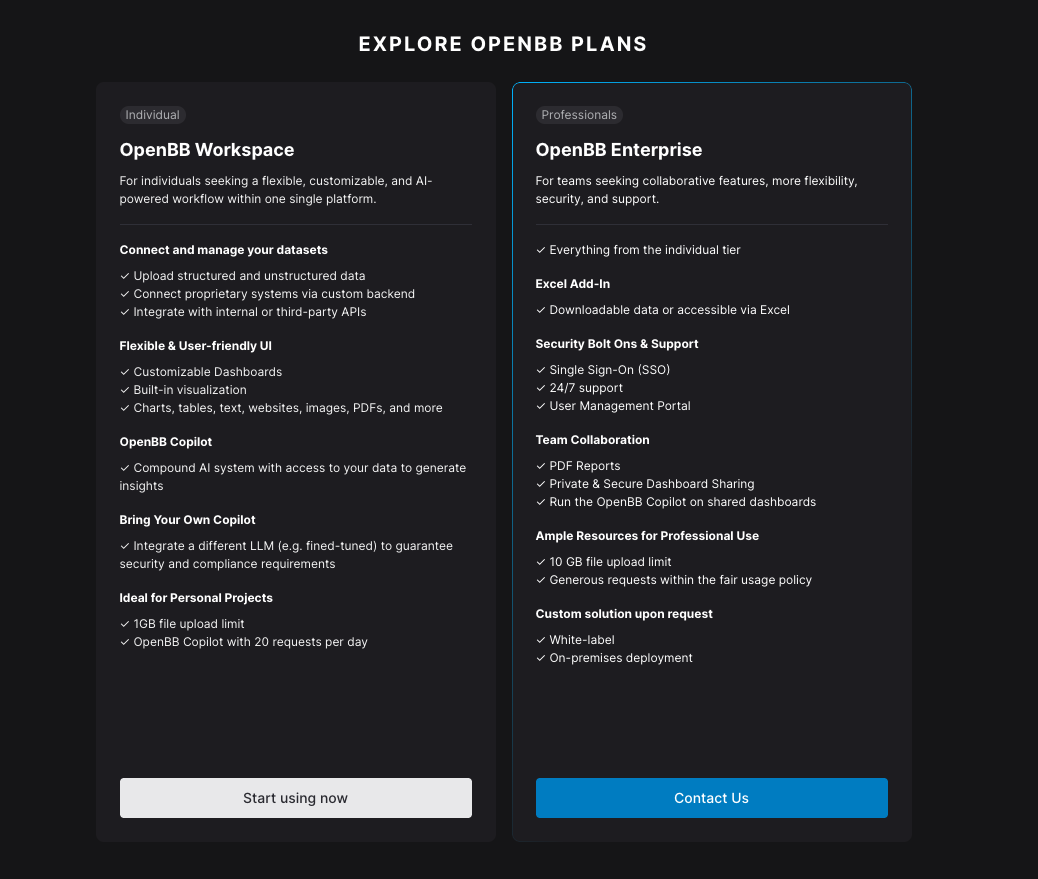 EXPLORE OPENBB PLANS
Individual
OpenBB Workspace
For individuals seeking a flexible, customizable, and AI-
powered workflow within one single platform.
Connect and manage your datasets
✓ Upload structured and unstructured data
✓ Connect proprietary systems via custom backend
✓ Integrate with internal or third-party APIs
Flexible & User-friendly UI
✓ Customizable Dashboards
✓ Built-in visualization
✓ Charts, tables, text, websites, images, PDFs, and more
OpenBB Copilot
✓ Compound AI system with access to your data to generate
insights
Bring Your Own Copilot
✓ Integrate a different LLM (e.g. fined-tuned) to guarantee
security and compliance requirements
Ideal for Personal Projects
✓ 1GB file upload limit
✓ OpenBB Copilot with 20 requests per day
Start using now
Professionals
OpenBB Enterprise
For teams seeking collaborative features, more flexibility,
security, and support.
✓ Everything from the individual tier
Excel Add-In
✓ Downloadable data or accessible via Excel
Security Bolt Ons & Support
✓ Single Sign-On (SSO)
✓ 24/7 support
✓ User Management Portal
Team Collaboration
✓ PDF Reports
✓ Private & Secure Dashboard Sharing
✓ Run the OpenBB Copilot on shared dashboards
Ample Resources for Professional Use
✓ 10 GB file upload limit
✓ Generous requests within the fair usage policy
Custom solution upon request
✓ White-label
✓ On-premises deployment
Contact Us